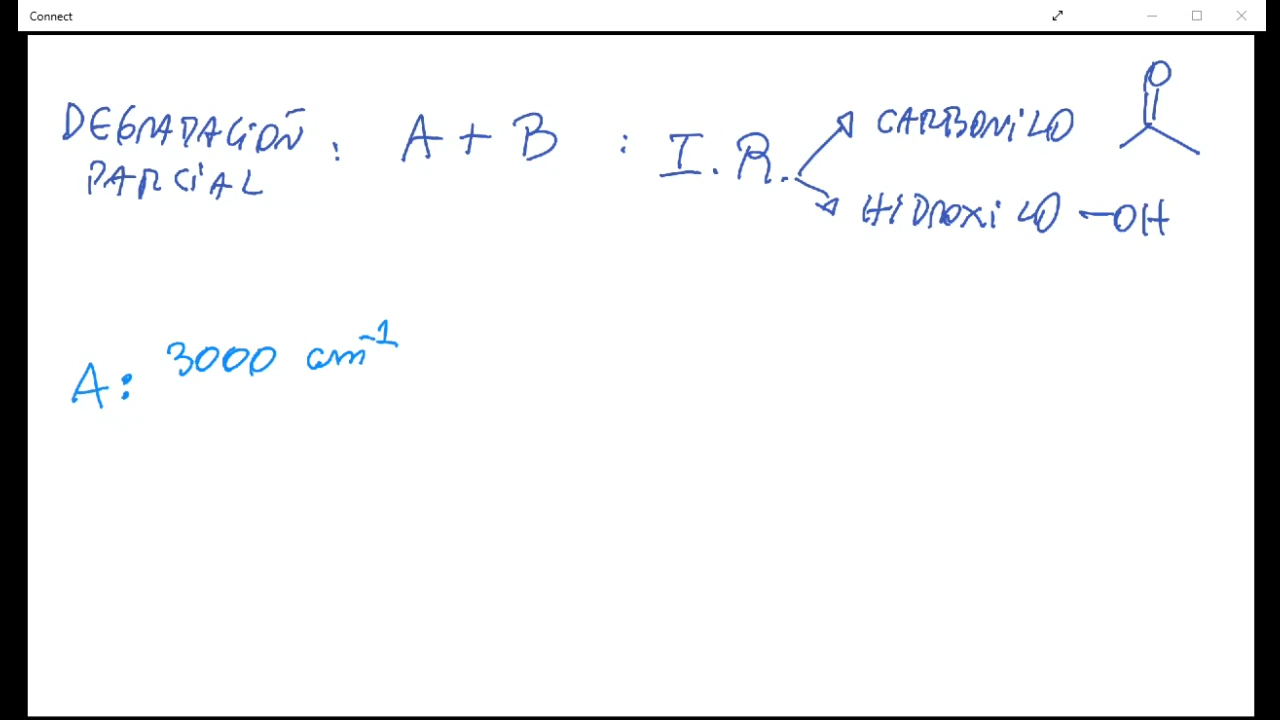 Connect
DEGRADACIÓN
PARCIAL : A + B : I.R.
CARBONILO O
HIDROXILO —OH
A: 3000 cm⁻¹